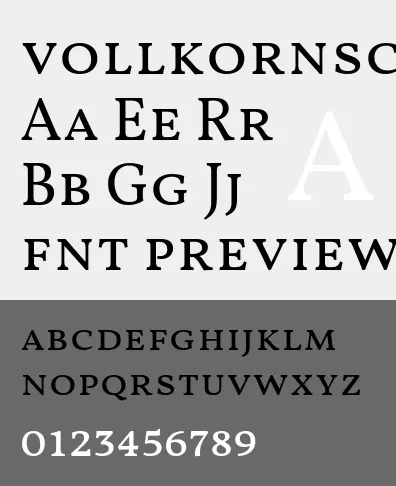 VOLLKORNSC
Aa Ee Rr
Bb Gg Jj
A
FNT PREVIEW
ABCDEFGHIJKLM
NOPQRSTUVWXYZ
0123456789